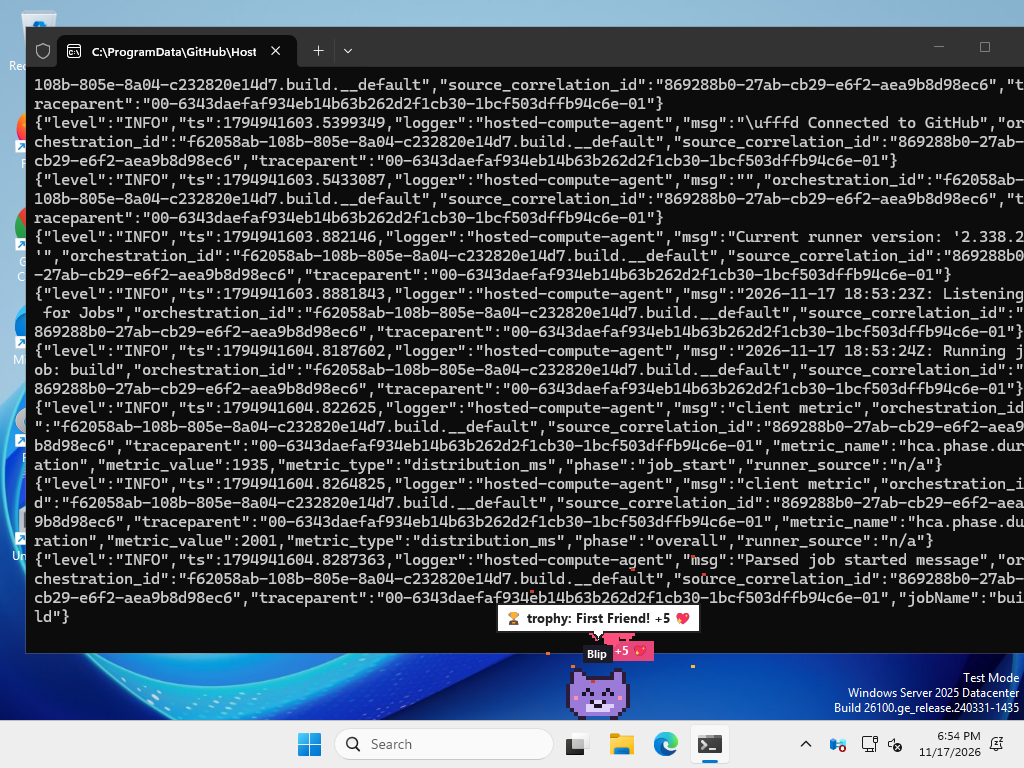 C:\ProgramData\GitHub\Host
108b-805e-8a04-c232820e14d7.build.__default","source_correlation_id":"869288b0-27ab-cb29-e6f2-aea9b8d98ec6","t
raceparent":"00-6343daefaf934eb14b63b262d2f1cb30-1bcf503dffb94c6e-01"}
{"level":"INFO","ts":1794941603.5399349,"logger":"hosted-compute-agent","msg":"\ufffd Connected to GitHub","or
chestration_id":"f62058ab-108b-805e-8a04-c232820e14d7.build.__default","source_correlation_id":"869288b0-27ab-
cb29-e6f2-aea9b8d98ec6","traceparent":"00-6343daefaf934eb14b63b262d2f1cb30-1bcf503dffb94c6e-01"}
{"level":"INFO","ts":1794941603.5433087,"logger":"hosted-compute-agent","msg":"","orchestration_id":"f62058ab-
108b-805e-8a04-c232820e14d7.build.__default","source_correlation_id":"869288b0-27ab-cb29-e6f2-aea9b8d98ec6","t
raceparent":"00-6343daefaf934eb14b63b262d2f1cb30-1bcf503dffb94c6e-01"}
{"level":"INFO","ts":1794941603.882146,"logger":"hosted-compute-agent","msg":"Current runner version: '2.338.2
'","orchestration_id":"f62058ab-108b-805e-8a04-c232820e14d7.build.__default","source_correlation_id":"869288b0
-27ab-cb29-e6f2-aea9b8d98ec6","traceparent":"00-6343daefaf934eb14b63b262d2f1cb30-1bcf503dffb94c6e-01"}
{"level":"INFO","ts":1794941603.8881843,"logger":"hosted-compute-agent","msg":"2026-11-17 18:53:23Z: Listening
for Jobs","orchestration_id":"f62058ab-108b-805e-8a04-c232820e14d7.build.__default","source_correlation_id":"
869288b0-27ab-cb29-e6f2-aea9b8d98ec6","traceparent":"00-6343daefaf934eb14b63b262d2f1cb30-1bcf503dffb94c6e-01"}
{"level":"INFO","ts":1794941604.8187602,"logger":"hosted-compute-agent","msg":"2026-11-17 18:53:24Z: Running j
ob: build","orchestration_id":"f62058ab-108b-805e-8a04-c232820e14d7.build.__default","source_correlation_id":"
869288b0-27ab-cb29-e6f2-aea9b8d98ec6","traceparent":"00-6343daefaf934eb14b63b262d2f1cb30-1bcf503dffb94c6e-01"}
{"level":"INFO","ts":1794941604.822625,"logger":"hosted-compute-agent","msg":"client metric","orchestration_id
":"f62058ab-108b-805e-8a04-c232820e14d7.build.__default","source_correlation_id":"869288b0-27ab-cb29-e6f2-aea9
b8d98ec6","traceparent":"00-6343daefaf934eb14b63b262d2f1cb30-1bcf503dffb94c6e-01","metric_name":"hca.phase.dur
ation","metric_value":1935,"metric_type":"distribution_ms","phase":"job_start","runner_source":"n/a"}
{"level":"INFO","ts":1794941604.8264825,"logger":"hosted-compute-agent","msg":"client metric","orchestration_i
d":"f62058ab-108b-805e-8a04-c232820e14d7.build.__default","source_correlation_id":"869288b0-27ab-cb29-e6f2-aea
9b8d98ec6","traceparent":"00-6343daefaf934eb14b63b262d2f1cb30-1bcf503dffb94c6e-01","metric_name":"hca.phase.du
ration","metric_value":2001,"metric_type":"distribution_ms","phase":"overall","runner_source":"n/a"}
{"level":"INFO","ts":1794941604.8287363,"logger":"hosted-compute-agent","msg":"Parsed job started message","or
chestration_id":"f62058ab-108b-805e-8a04-c232820e14d7.build.__default","source_correlation_id":"869288b0-27ab-
cb29-e6f2-aea9b8d98ec6","traceparent":"00-6343daefaf934eb14b63b262d2f1cb30-1bcf503dffb94c6e-01","jobName":"bui
ld"}
🏆 trophy: First Friend! +5 💖
Blip
+5 💖
Test Mode
Windows Server 2025 Datacenter
Build 26100.ge_release.240331-1435
Search
6:54 PM
11/17/2026